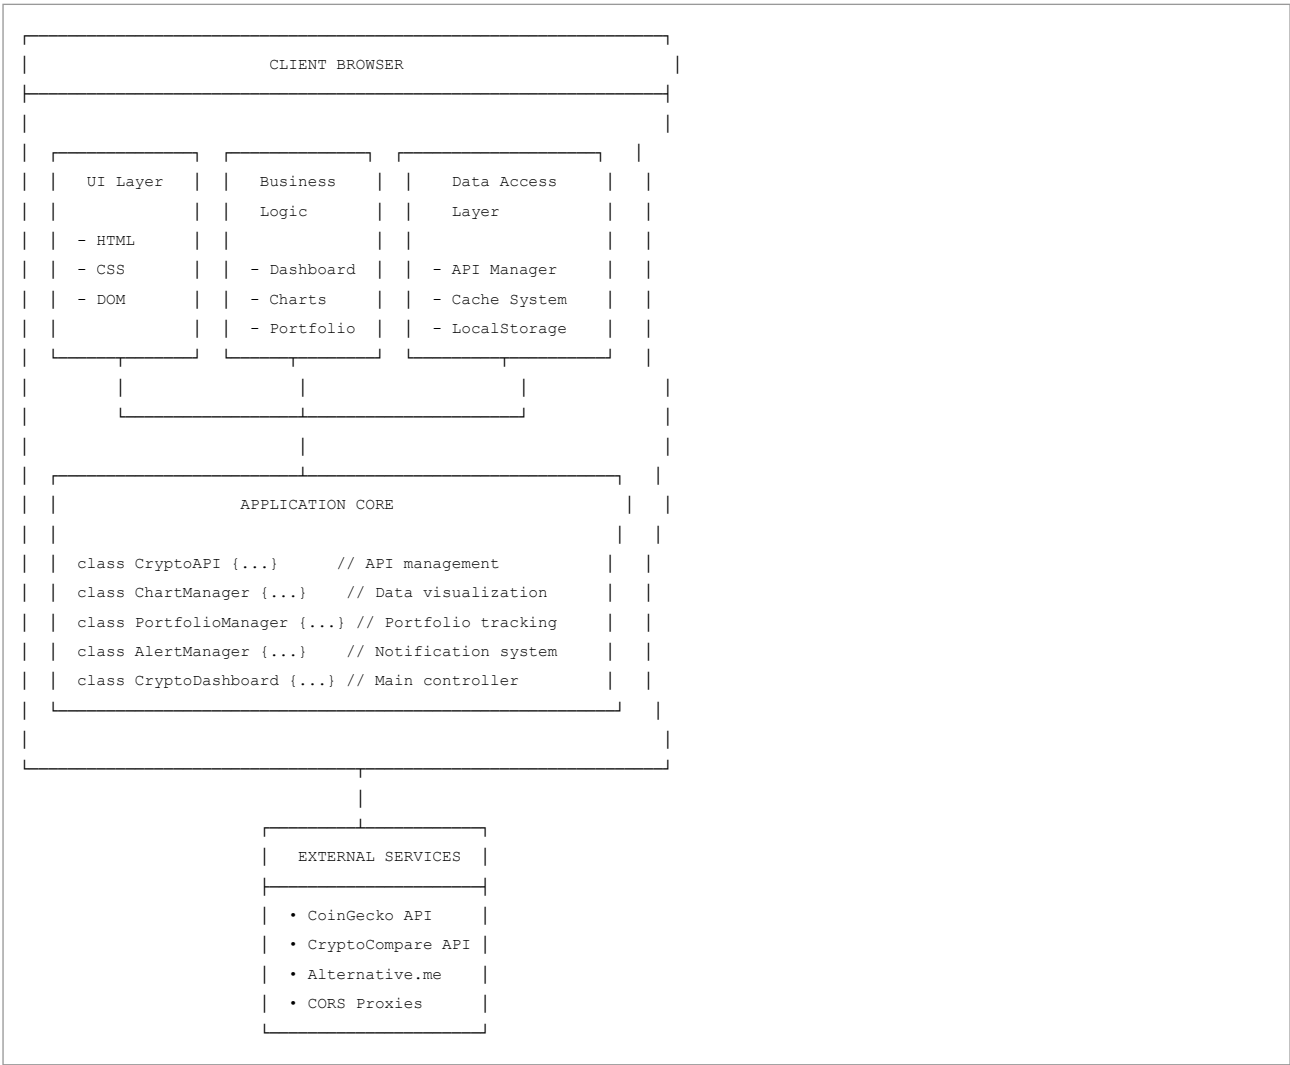 CLIENT BROWSER
UI Layer Business Data Access
Logic Layer
- HTML
- CSS - Dashboard - API Manager
- DOM - Charts - Cache System
- Portfolio - LocalStorage
APPLICATION CORE
class CryptoAPI {...} // API management
class ChartManager {...} // Data visualization
class PortfolioManager {...} // Portfolio tracking
class AlertManager {...} // Notification system
class CryptoDashboard {...} // Main controller
EXTERNAL SERVICES
• CoinGecko API
• CryptoCompare API
• Alternative.me
• CORS Proxies